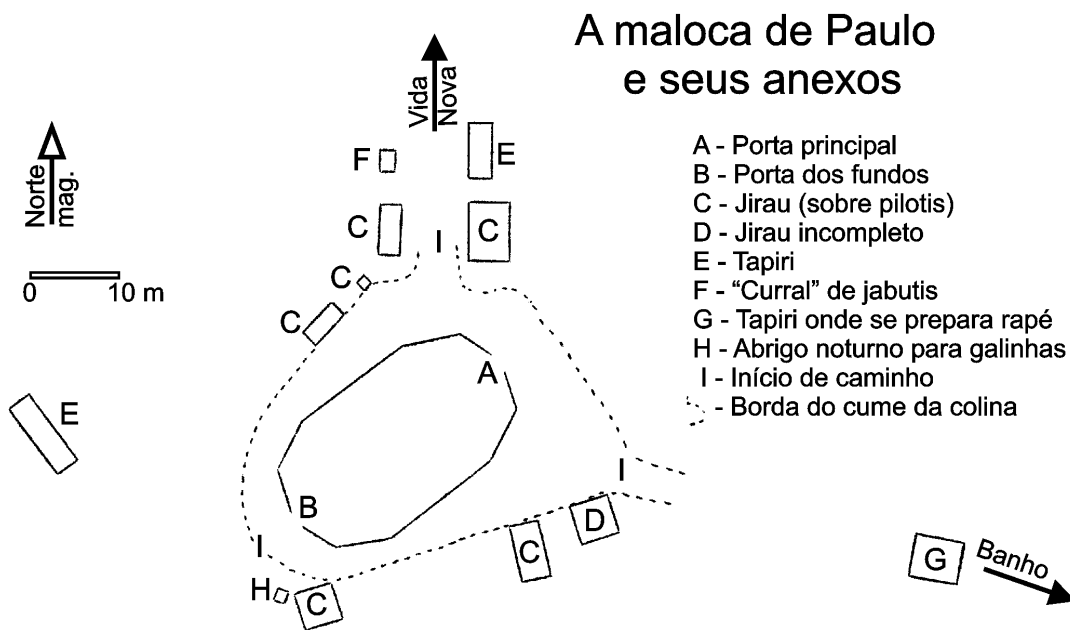 A maloca de Paulo
e seus anexos
A - Porta principal
B - Porta dos fundos
C - Jirau (sobre pilotis)
D - Jirau incompleto
E - Tapiri
F - “Curral” de jabutis
G - Tapiri onde se prepara rapé
H - Abrigo noturno para galinhas
I - Início de caminho
- Borda do cume da colina
Vida
Nova
Norte
mag.
0 10 m
F
E
C
I
C
C
C
A
E
B
I
I
D
C
H
C
G
Banho